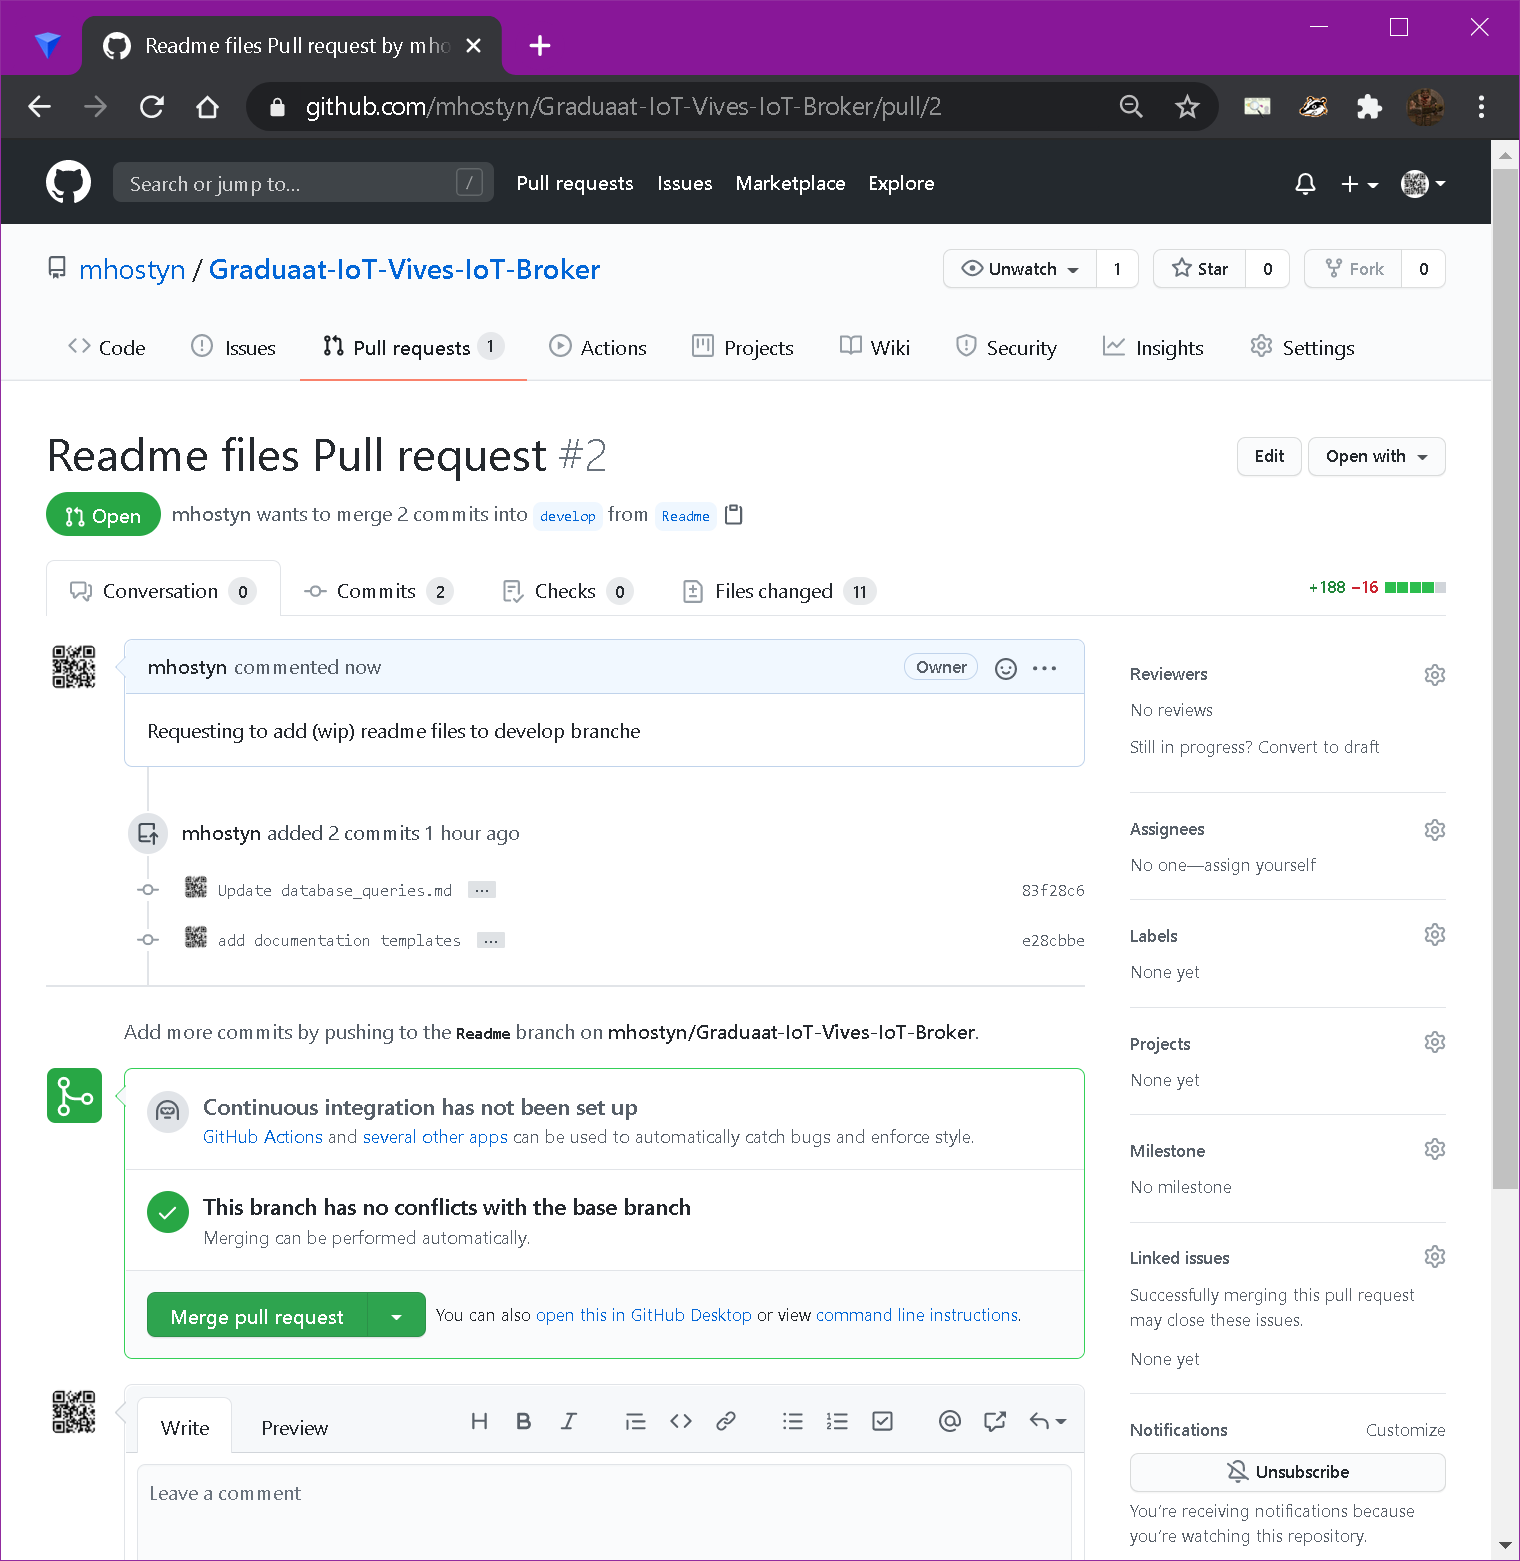 Readme files Pull request by mho
github.com/mhostyn/Graduaat-IoT-Vives-IoT-Broker/pull/2
Search or jump to... / Pull requests Issues Marketplace Explore
mhostyn / Graduaat-IoT-Vives-IoT-Broker Unwatch 1 Star 0 Fork 0
Code Issues Pull requests 1 Actions Projects Wiki Security Insights Settings
Readme files Pull request #2 Edit Open with
Open mhostyn wants to merge 2 commits into develop from Readme
Conversation 0 Commits 2 Checks 0 Files changed 11 +188 −16
mhostyn commented now Owner
Requesting to add (wip) readme files to develop branche
mhostyn added 2 commits 1 hour ago
Update database_queries.md ... 83f28c6
add documentation templates ... e28cbbe
Add more commits by pushing to the Readme branch on mhostyn/Graduaat-IoT-Vives-IoT-Broker.
Continuous integration has not been set up
GitHub Actions and several other apps can be used to automatically catch bugs and enforce style.
This branch has no conflicts with the base branch
Merging can be performed automatically.
Merge pull request You can also open this in GitHub Desktop or view command line instructions.
Write Preview
Leave a comment
Reviewers
No reviews
Still in progress? Convert to draft
Assignees
No one—assign yourself
Labels
None yet
Projects
None yet
Milestone
No milestone
Linked issues
Successfully merging this pull request
may close these issues.
None yet
Notifications Customize
Unsubscribe
You're receiving notifications because
you're watching this repository.